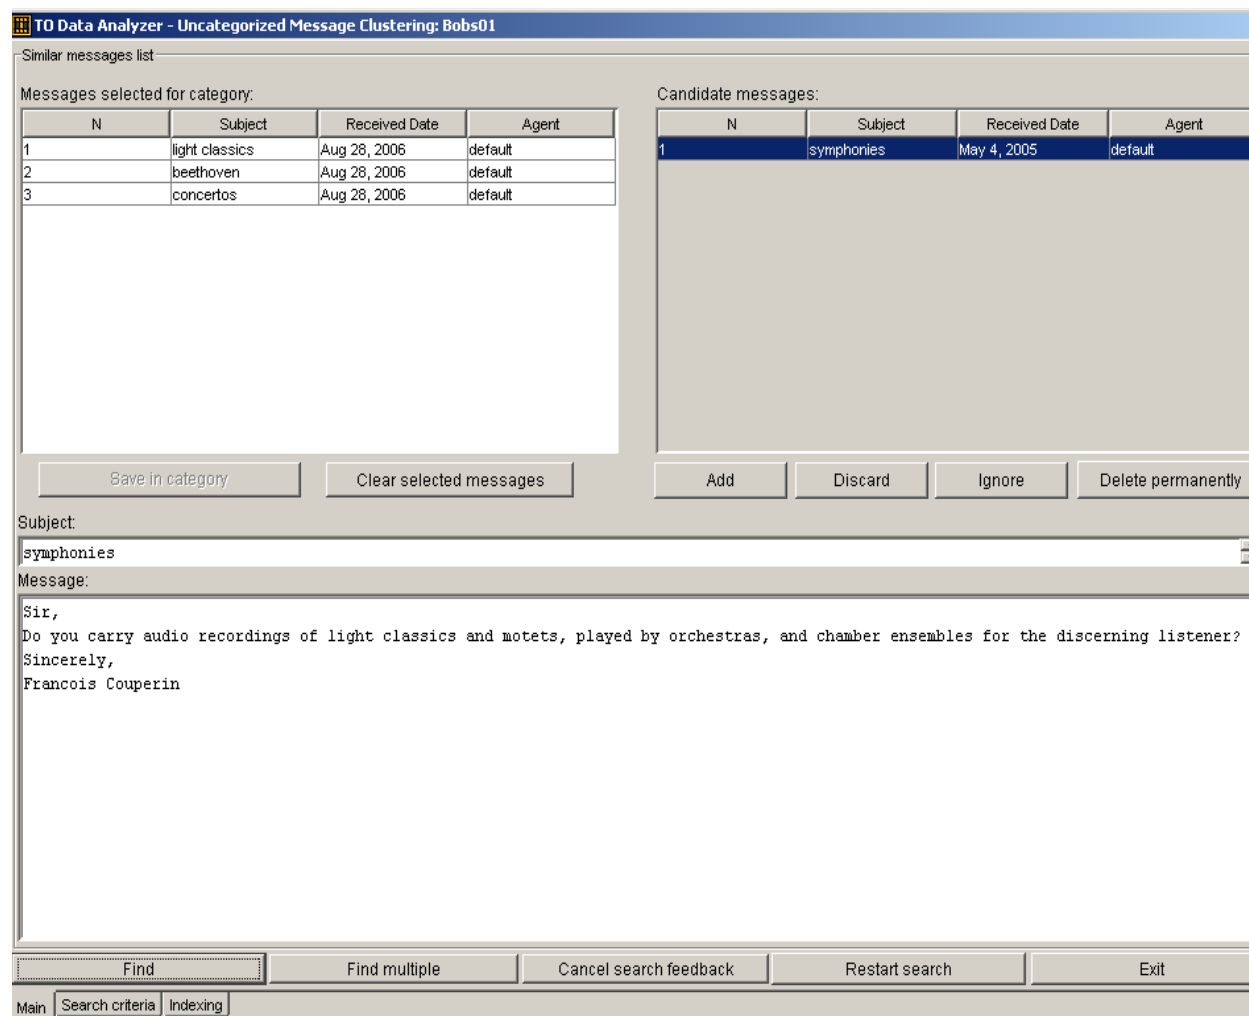 TO Data Analyzer - Uncategorized Message Clustering: Bobs01
Similar messages list
Messages selected for category:
N Subject Received Date Agent
1 light classics Aug 28, 2006 default
2 beethoven Aug 28, 2006 default
3 concertos Aug 28, 2006 default
Candidate messages:
N Subject Received Date Agent
1 symphonies May 4, 2005 default
Save in category Clear selected messages Add Discard Ignore Delete permanently
Subject:
symphonies
Message:
Sir,
Do you carry audio recordings of light classics and motets, played by orchestras, and chamber ensembles for the discerning listener?
Sincerely,
Francois Couperin
Find Find multiple Cancel search feedback Restart search Exit
Main Search criteria Indexing